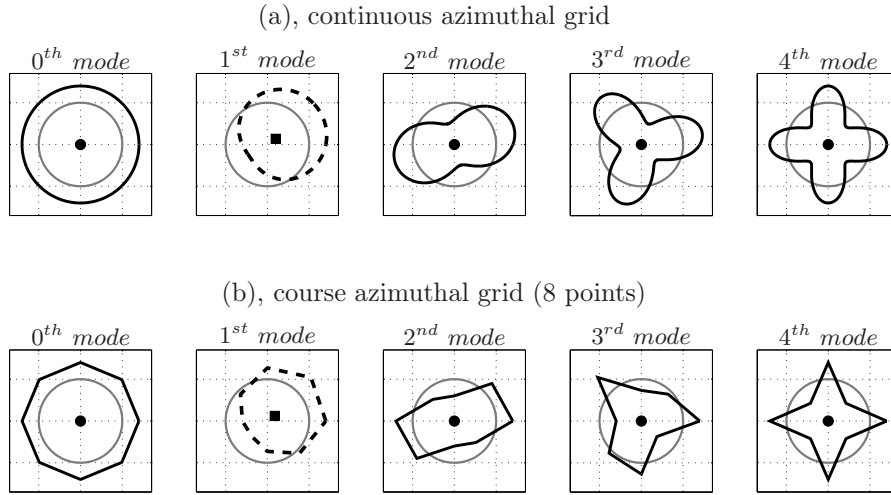 (a), continuous azimuthal grid
0th mode 1st mode 2nd mode 3rd mode 4th mode
(b), course azimuthal grid (8 points)
0th mode 1st mode 2nd mode 3rd mode 4th mode